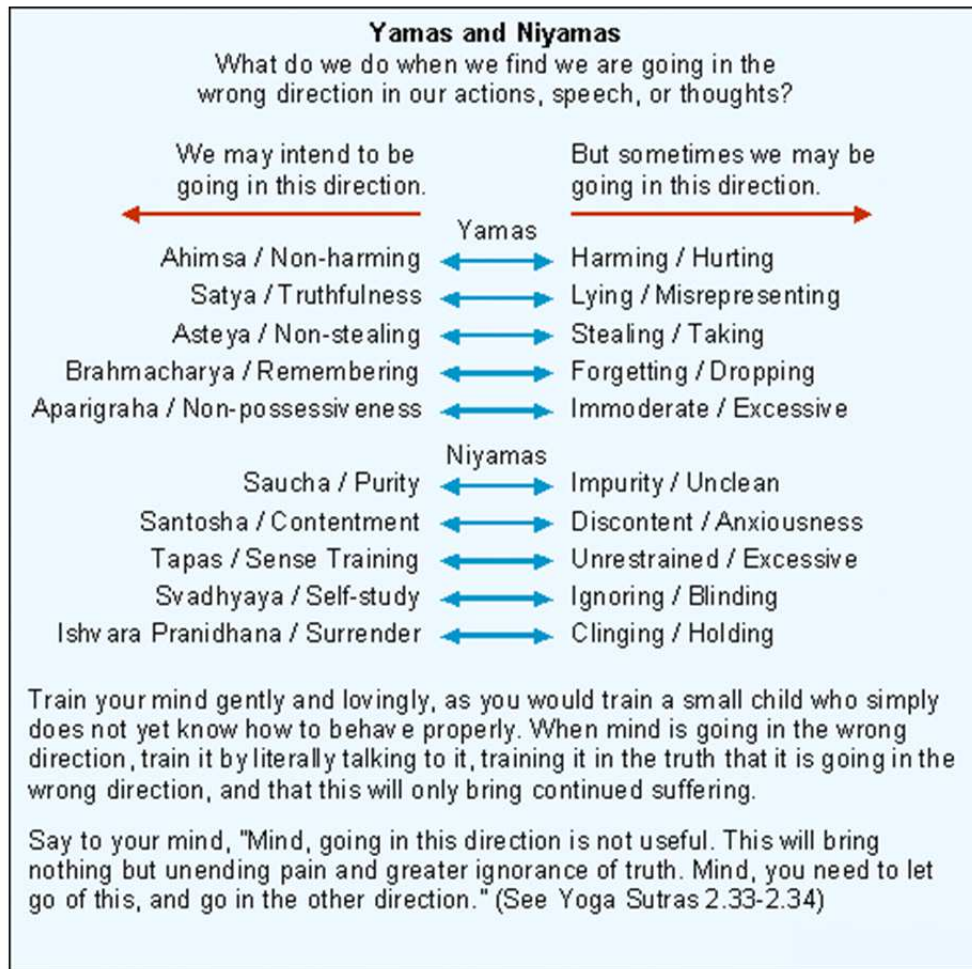 Yamas and Niyamas
What do we do when we find we are going in the
wrong direction in our actions, speech, or thoughts?
We may intend to be
going in this direction.
But sometimes we may be
going in this direction.
Yamas
Ahimsa / Non-harming Harming / Hurting
Satya / Truthfulness Lying / Misrepresenting
Asteya / Non-stealing Stealing / Taking
Brahmacharya / Remembering Forgetting / Dropping
Aparigraha / Non-possessiveness Immoderate / Excessive
Niyamas
Saucha / Purity Impurity / Unclean
Santosha / Contentment Discontent / Anxiousness
Tapas / Sense Training Unrestrained / Excessive
Svadhyaya / Self-study Ignoring / Blinding
Ishvara Pranidhana / Surrender Clinging / Holding
Train your mind gently and lovingly, as you would train a small child who simply
does not yet know how to behave properly. When mind is going in the wrong
direction, train it by literally talking to it, training it in the truth that it is going in the
wrong direction, and that this will only bring continued suffering.
Say to your mind, "Mind, going in this direction is not useful. This will bring
nothing but unending pain and greater ignorance of truth. Mind, you need to let
go of this, and go in the other direction." (See Yoga Sutras 2.33-2.34)